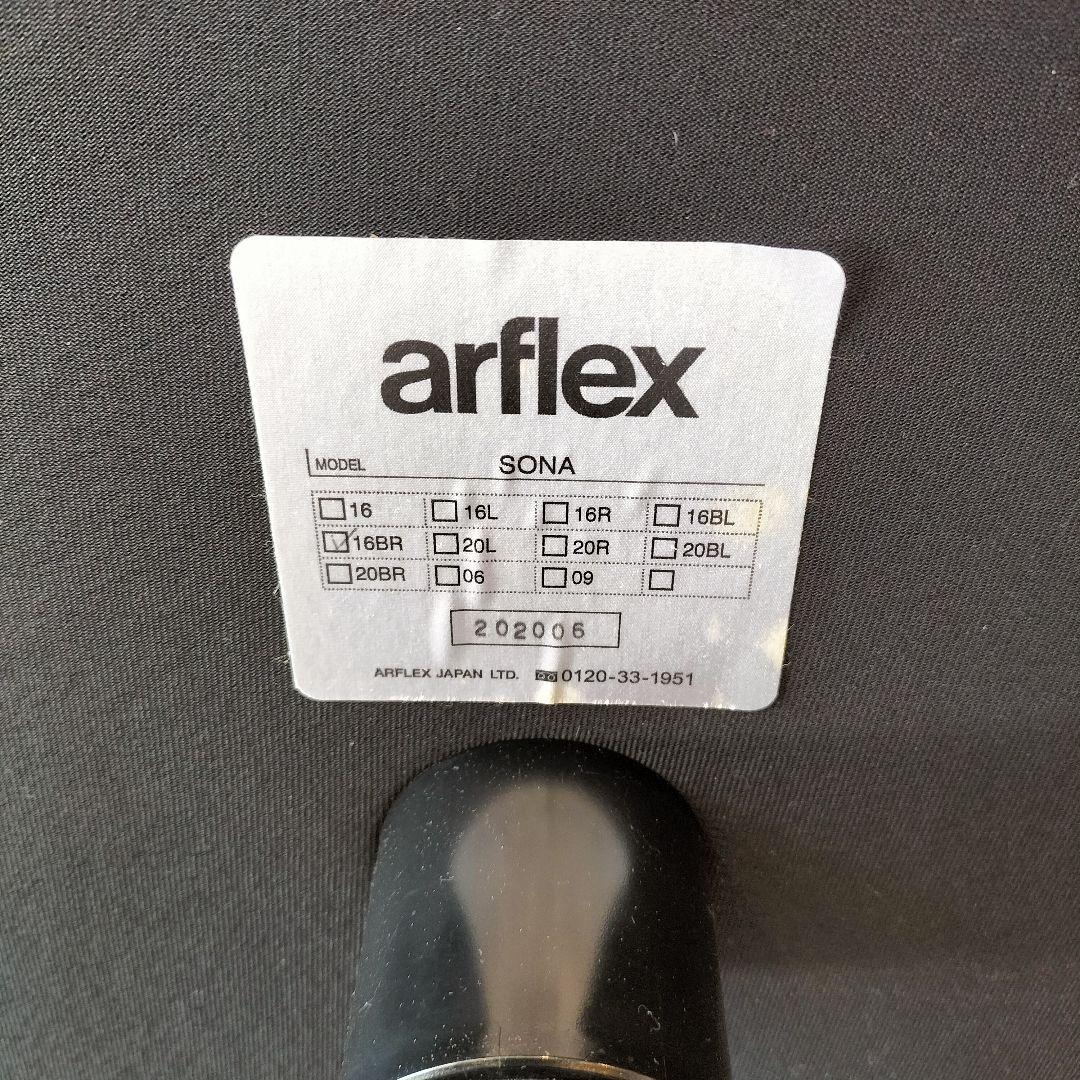 arflex
MODEL SONA
☐16 ☐16L ☐16R ☐16BL
☑16BR ☐20L ☐20R ☐20BL
☐20BR ☐06 ☐09 ☐
202006
ARFLEX JAPAN LTD. 0120-33-1951